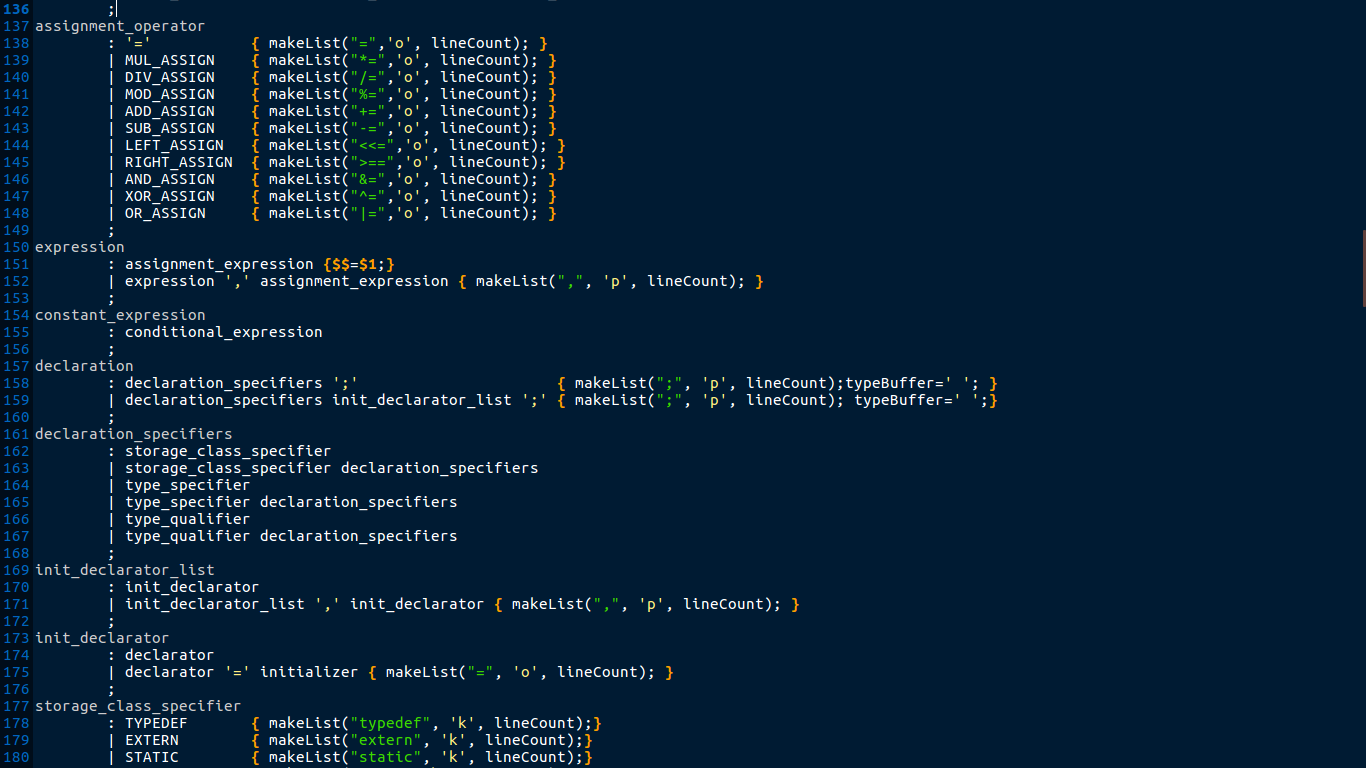 136         ;
137 assignment_operator
138         : '='           { makeList("=",'o', lineCount); }
139         | MUL_ASSIGN    { makeList("*=",'o', lineCount); }
140         | DIV_ASSIGN    { makeList("/=",'o', lineCount); }
141         | MOD_ASSIGN    { makeList("%=",'o', lineCount); }
142         | ADD_ASSIGN    { makeList("+=",'o', lineCount); }
143         | SUB_ASSIGN    { makeList("-=",'o', lineCount); }
144         | LEFT_ASSIGN   { makeList("<<=",'o', lineCount); }
145         | RIGHT_ASSIGN  { makeList(">==",'o', lineCount); }
146         | AND_ASSIGN    { makeList("&=",'o', lineCount); }
147         | XOR_ASSIGN    { makeList("^=",'o', lineCount); }
148         | OR_ASSIGN     { makeList("|=",'o', lineCount); }
149         ;
150 expression
151         : assignment_expression {$$=$1;}
152         | expression ',' assignment_expression { makeList(",", 'p', lineCount); }
153         ;
154 constant_expression
155         : conditional_expression
156         ;
157 declaration
158         : declaration_specifiers ';'                      { makeList(";", 'p', lineCount);typeBuffer=' '; }
159         | declaration_specifiers init_declarator_list ';' { makeList(";", 'p', lineCount); typeBuffer=' ';}
160         ;
161 declaration_specifiers
162         : storage_class_specifier
163         | storage_class_specifier declaration_specifiers
164         | type_specifier
165         | type_specifier declaration_specifiers
166         | type_qualifier
167         | type_qualifier declaration_specifiers
168         ;
169 init_declarator_list
170         : init_declarator
171         | init_declarator_list ',' init_declarator { makeList(",", 'p', lineCount); }
172         ;
173 init_declarator
174         : declarator
175         | declarator '=' initializer { makeList("=", 'o', lineCount); }
176         ;
177 storage_class_specifier
178         : TYPEDEF       { makeList("typedef", 'k', lineCount);}
179         | EXTERN        { makeList("extern", 'k', lineCount);}
180         | STATIC        { makeList("static", 'k', lineCount);}